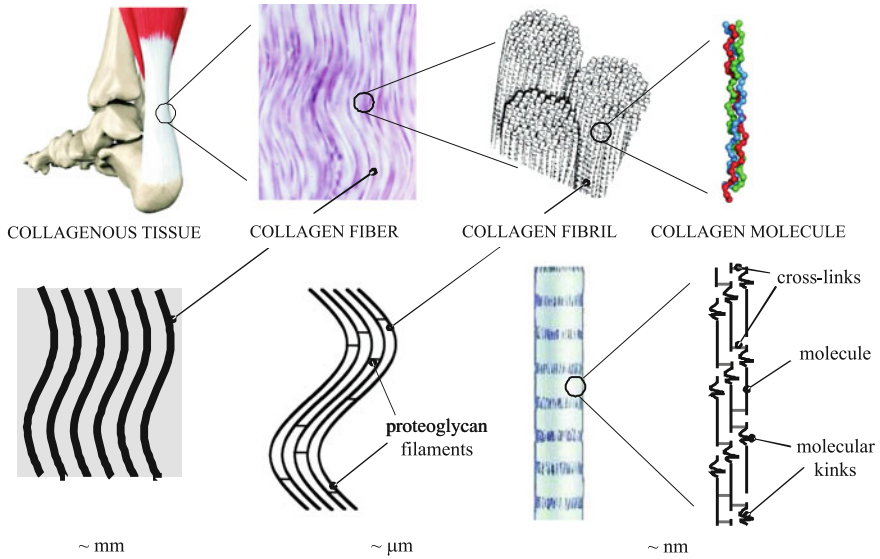 COLLAGENOUS TISSUE
COLLAGEN FIBER
COLLAGEN FIBRIL
COLLAGEN MOLECULE
cross-links
molecule
proteoglycan
filaments
molecular
kinks
~ mm
~ μm
~ nm